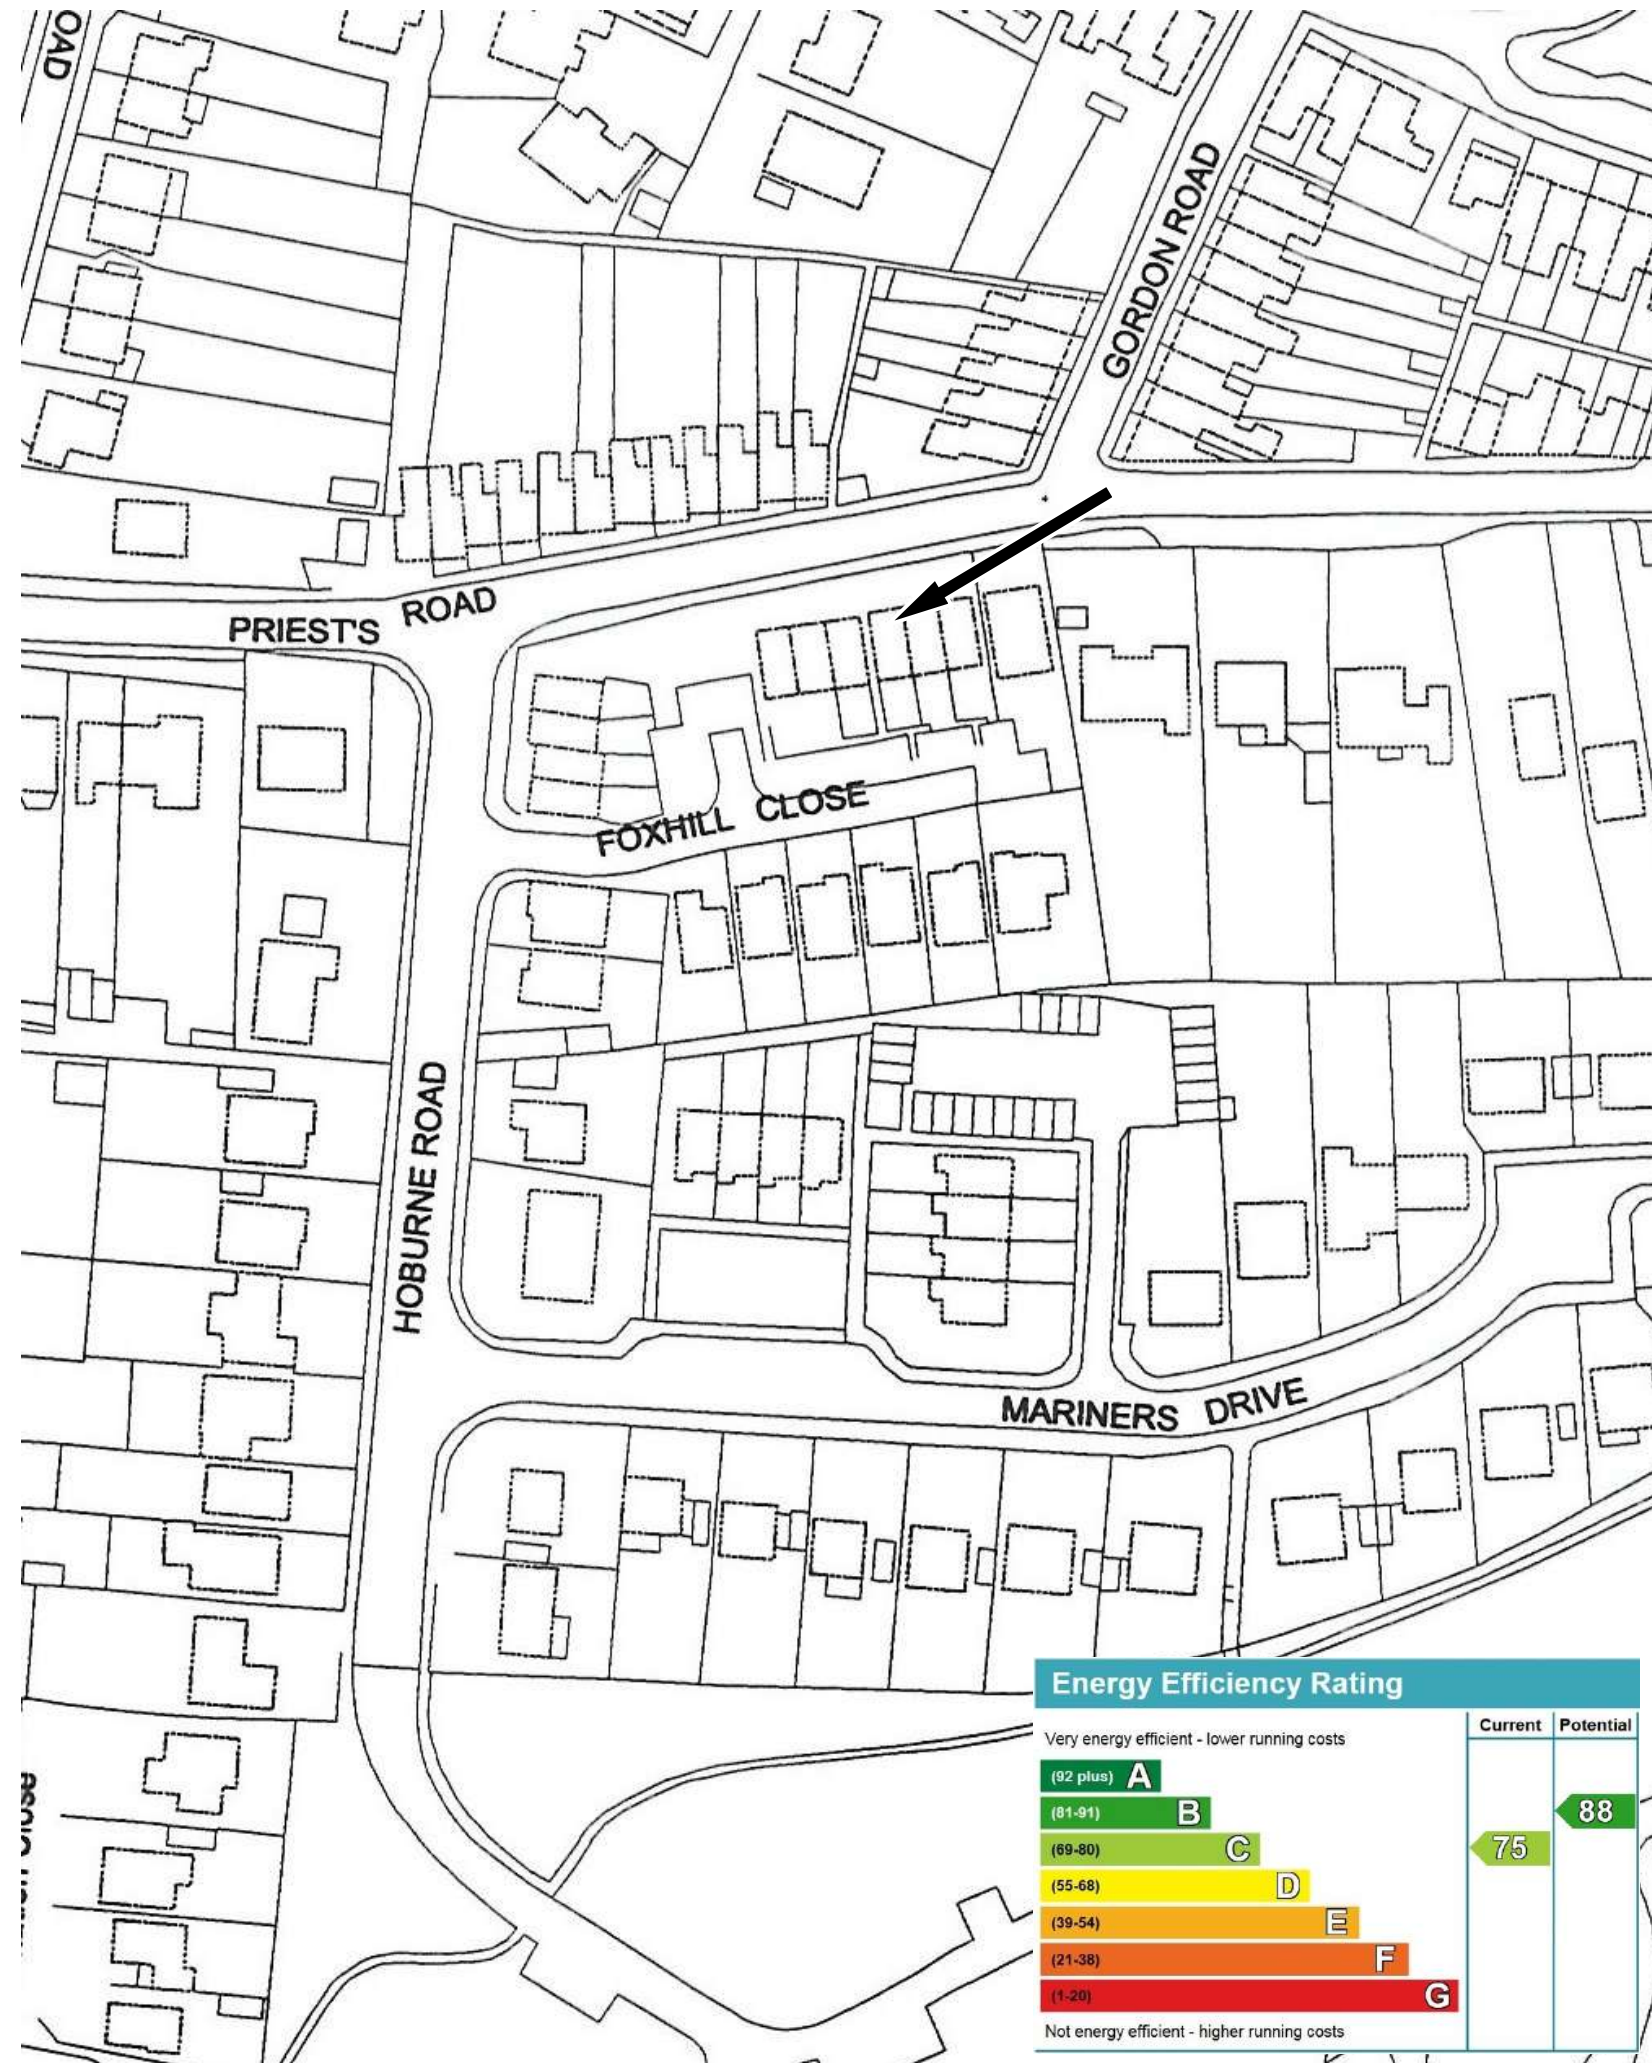 OAD
GORDON ROAD
PRIEST'S ROAD
FOXHILL CLOSE
HOBURNE ROAD
MARINERS DRIVE
Energy Efficiency Rating
Current Potential
Very energy efficient - lower running costs
(92 plus) A
(81-91) B 88
(69-80) C 75
(55-68) D
(39-54) E
(21-38) F
(1-20) G
Not energy efficient - higher running costs